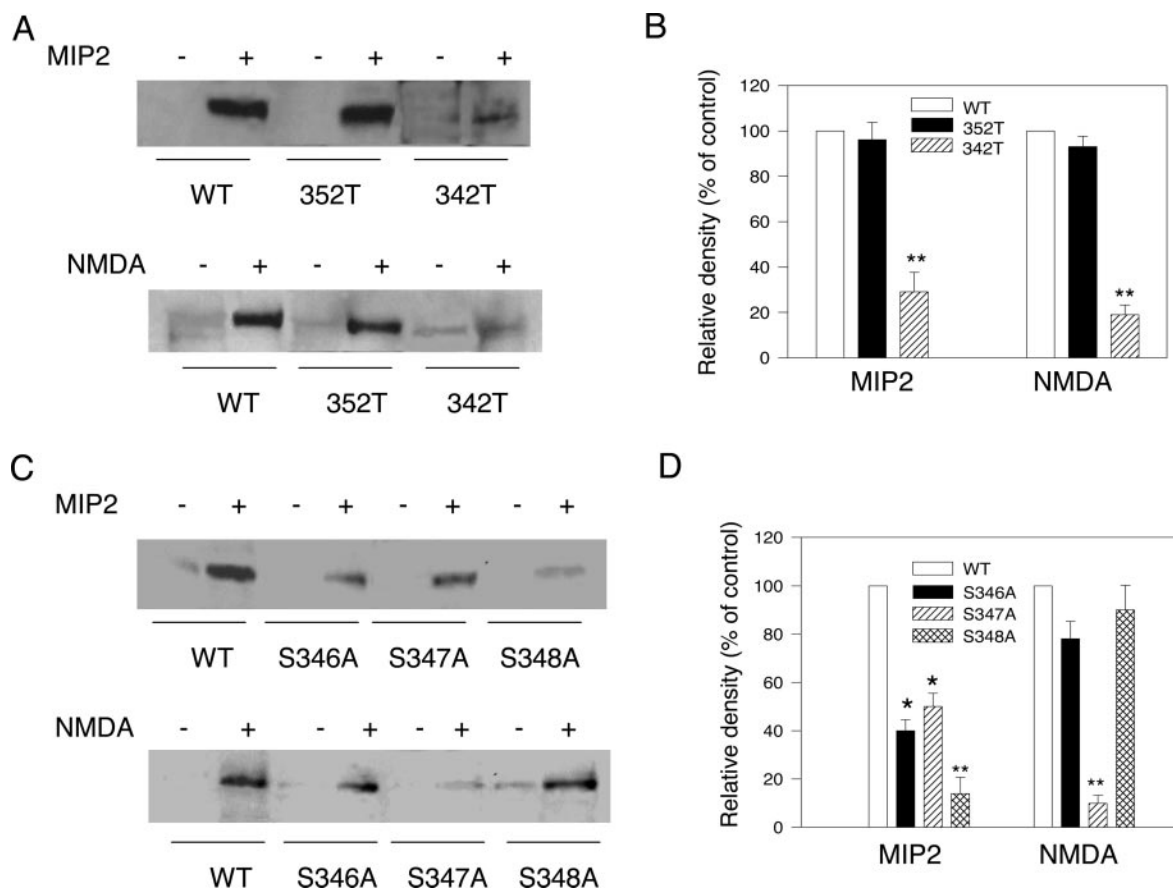 A
MIP2 - + - + - +
WT 352T 342T
NMDA - + - + - +
WT 352T 342T
B
Relative density (% of control)
120
100
80
60
40
20
0
WT
352T
342T
**
**
MIP2 NMDA
C
MIP2 - + - + - + - +
WT S346A S347A S348A
NMDA - + - + - + - +
WT S346A S347A S348A
D
Relative density (% of control)
120
100
80
60
40
20
0
WT
S346A
S347A
S348A
*
*
**
**
MIP2 NMDA